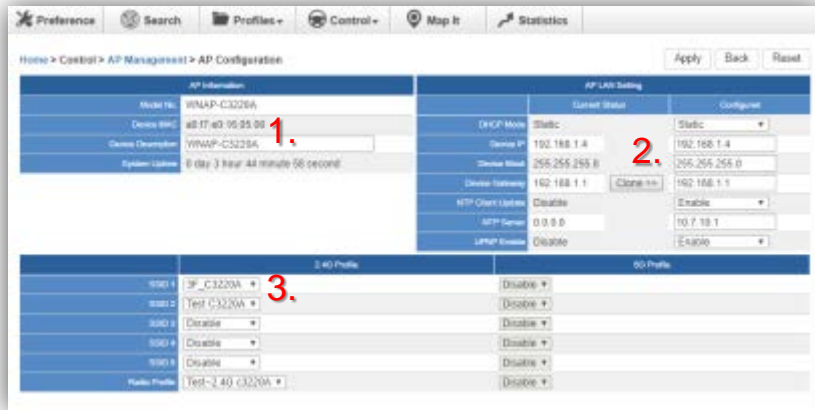 Preference Search Profiles Control Map It Statistics
Home > Control > AP Management > AP Configuration Apply Back Reset
AP Information
Model No. WNAP-C3220A
Device MAC
Device Description WNAP-C3220A
System Uptime 0 day 3 hour 44 minute 58 second
1.
AP LAN Setting
Current Status Configured
DHCP Mode Static Static
Device IP 192.168.1.4 192.168.1.4
Device Mask 255.255.255.0 255.255.255.0
Device Gateway 192.168.1.1 Clone >> 192.168.1.1
NTP Client Update Disable Enable
NTP Server 0.0.0.0 10.7.10.1
UPNP Enable Disable Enable
2.
2.4G Profile 5G Profile
SSID 1 3F_C3220A Disable
SSID 2 Test C3220A Disable
SSID 3 Disable Disable
SSID 4 Disable Disable
SSID 5 Disable Disable
Radio Profile Test~2.4G c3220A Disable
3.